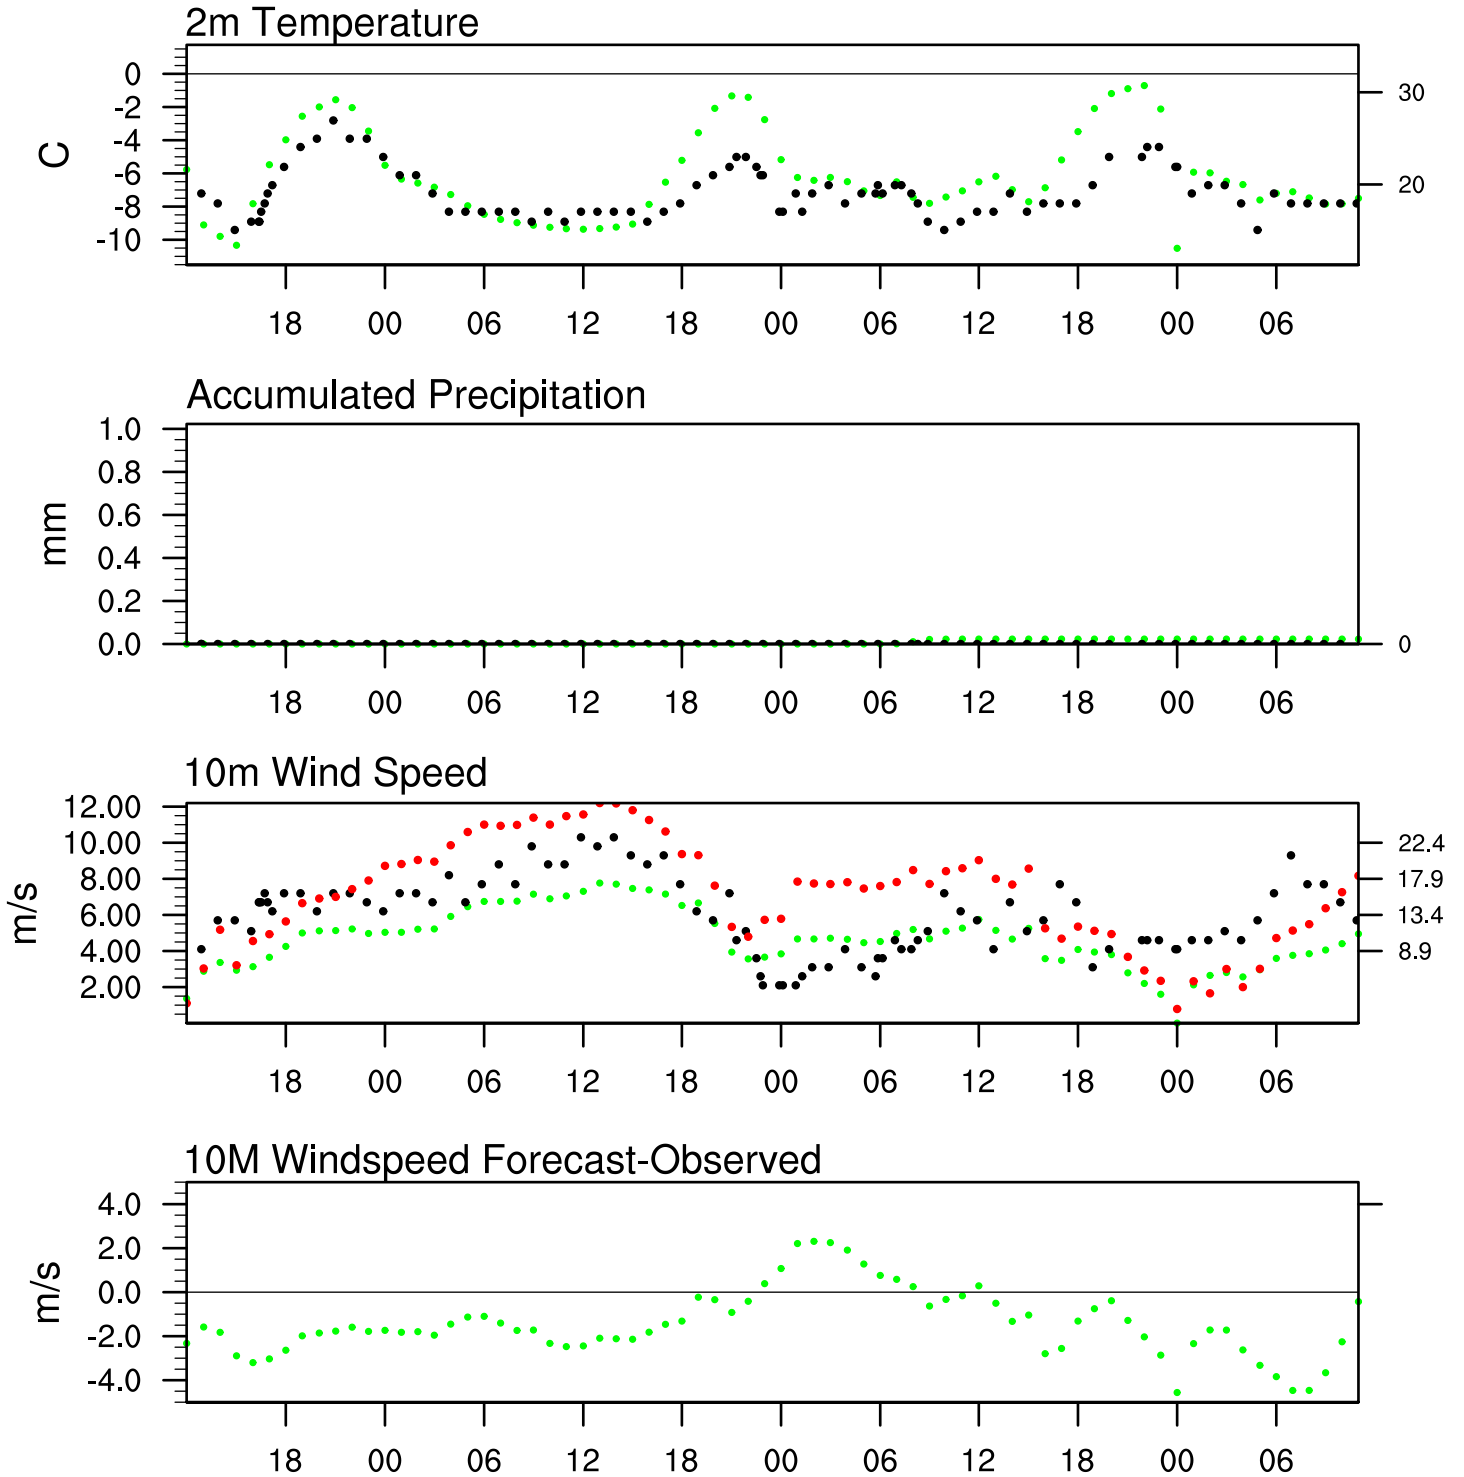 2m Temperature
0
-2
-4
-6
-8
-10
C
30
20
18 00 06 12 18 00 06 12 18 00 06
Accumulated Precipitation
1.0
0.8
0.6
0.4
0.2
0.0
mm
0
18 00 06 12 18 00 06 12 18 00 06
10m Wind Speed
12.00
10.00
8.00
6.00
4.00
2.00
m/s
22.4
17.9
13.4
8.9
18 00 06 12 18 00 06 12 18 00 06
10M Windspeed Forecast-Observed
4.0
2.0
0.0
-2.0
-4.0
m/s
18 00 06 12 18 00 06 12 18 00 06